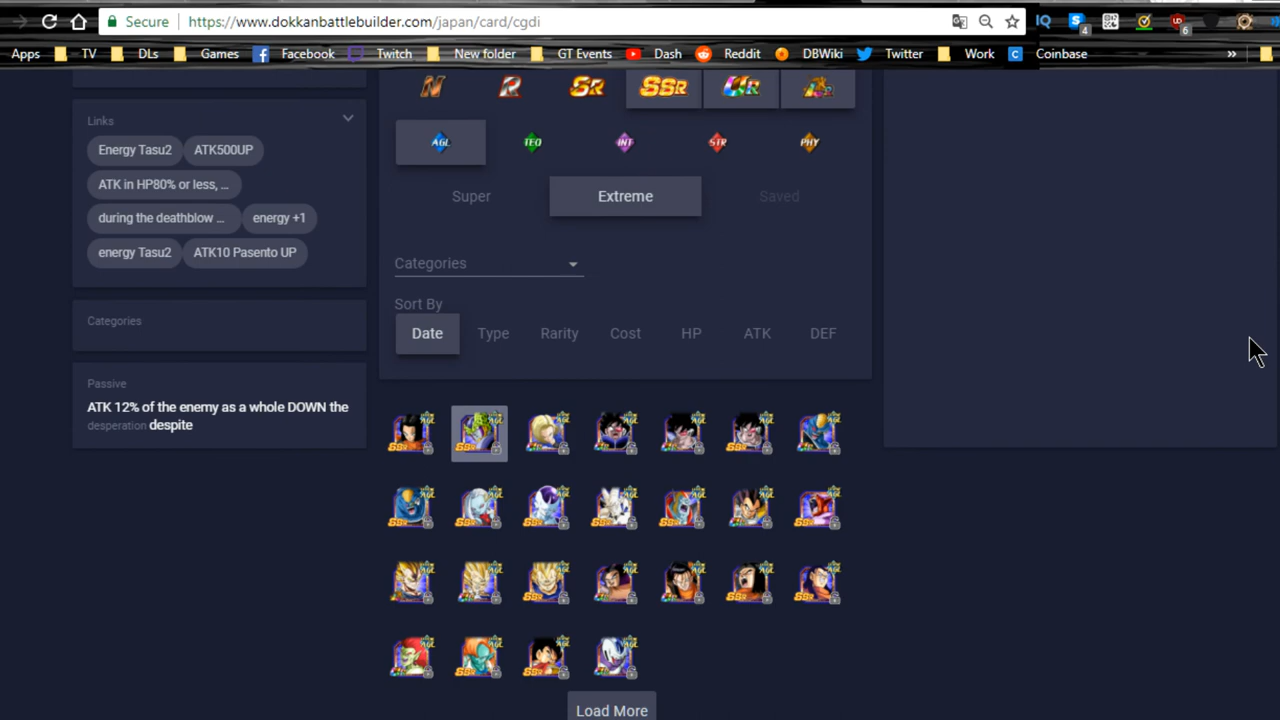 Secure https://www.dokkanbattlebuilder.com/japan/card/cgdi
4
6
Apps TV DLs Games Facebook Twitch New folder GT Events Dash Reddit DBWiki Twitter Work Coinbase »
N R SR SSR UR
Links
Energy Tasu2 ATK500UP
ATK in HP80% or less, ...
during the deathblow ... energy +1
energy Tasu2 ATK10 Pasento UP
Categories
Passive
ATK 12% of the enemy as a whole DOWN the
desperation despite
AGL TEQ INT STR PHY
Super Extreme Saved
Categories
Sort By
Date Type Rarity Cost HP ATK DEF
Load More